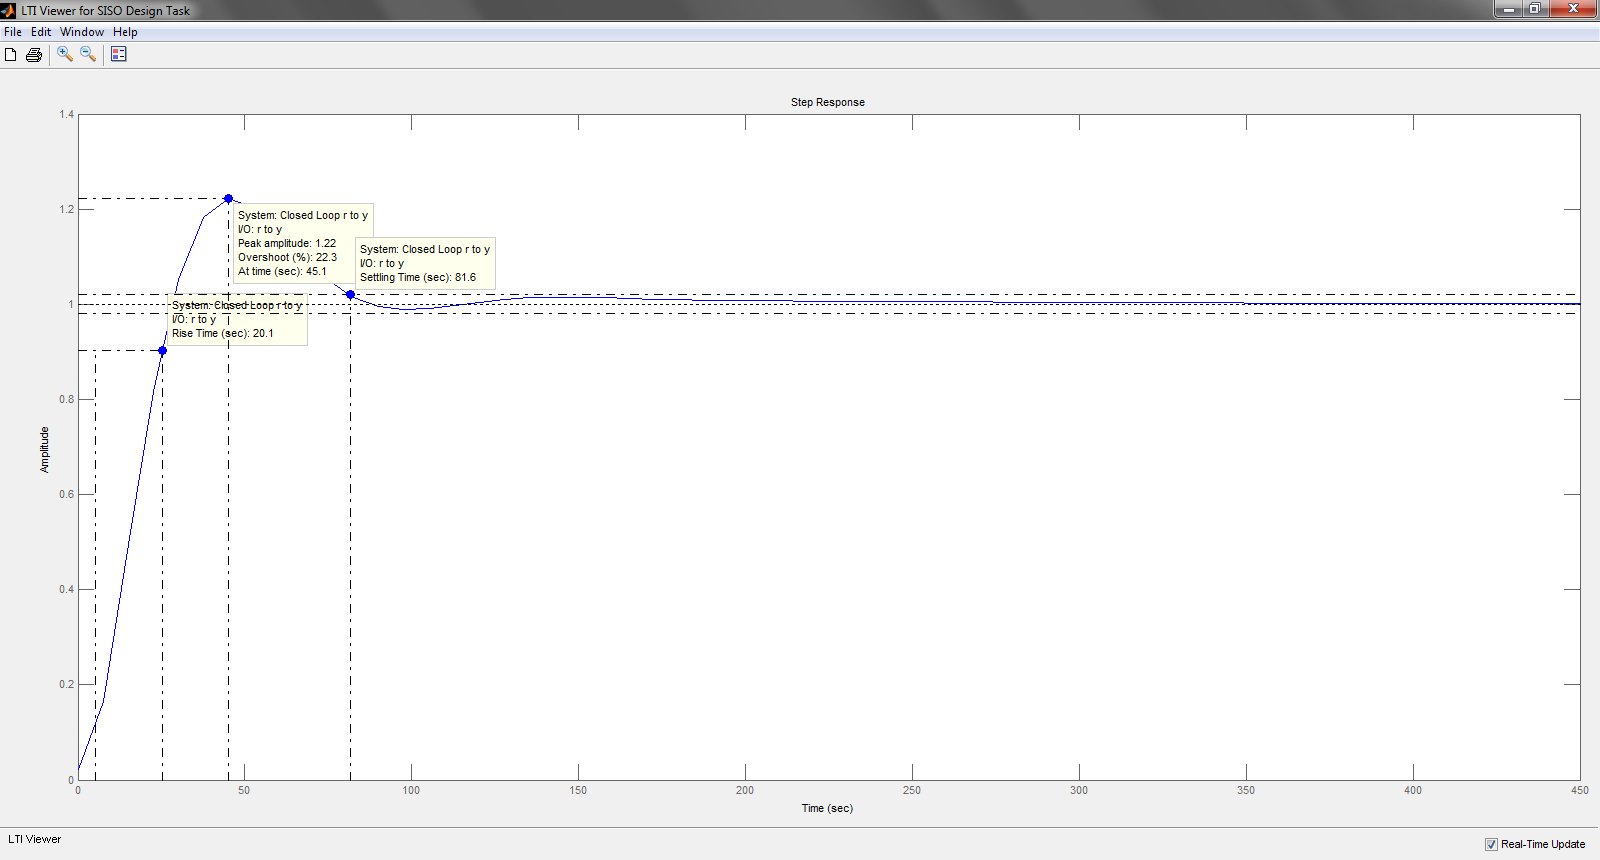 LTI Viewer for SISO Design Task
File Edit Window Help
Step Response
1.4
1.2
1
0.8
0.6
0.4
0.2
0
Amplitude
System: Closed Loop r to y
I/O: r to y
Peak amplitude: 1.22
Overshoot (%): 22.3
At time (sec): 45.1
System: Closed Loop r to y
I/O: r to y
Settling Time (sec): 81.6
System: Closed Loop r to y
I/O: r to y
Rise Time (sec): 20.1
0 50 100 150 200 250 300 350 400 450
Time (sec)
LTI Viewer
Real-Time Update